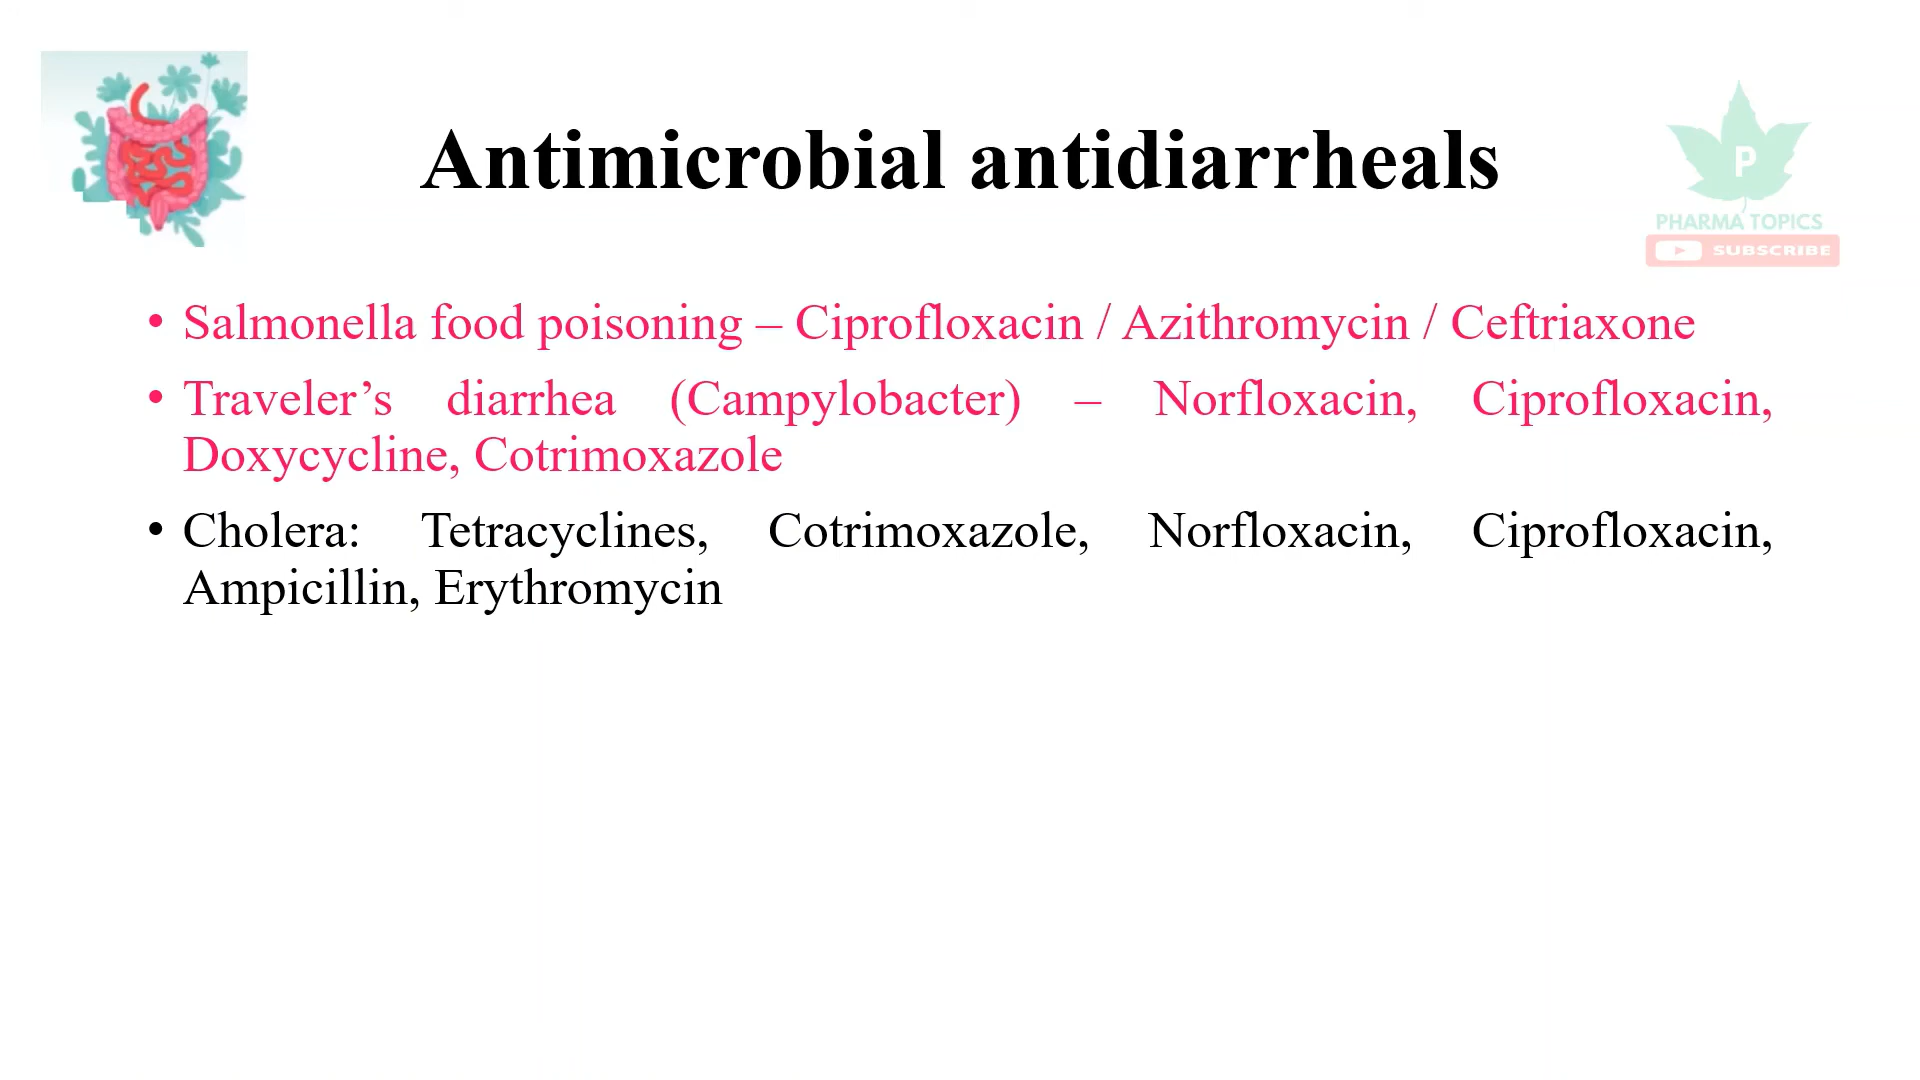 Antimicrobial antidiarrheals
P
PHARMA TOPICS
SUBSCRIBE
• Salmonella food poisoning – Ciprofloxacin / Azithromycin / Ceftriaxone
• Traveler’s diarrhea (Campylobacter) – Norfloxacin, Ciprofloxacin,
Doxycycline, Cotrimoxazole
• Cholera: Tetracyclines, Cotrimoxazole, Norfloxacin, Ciprofloxacin,
Ampicillin, Erythromycin